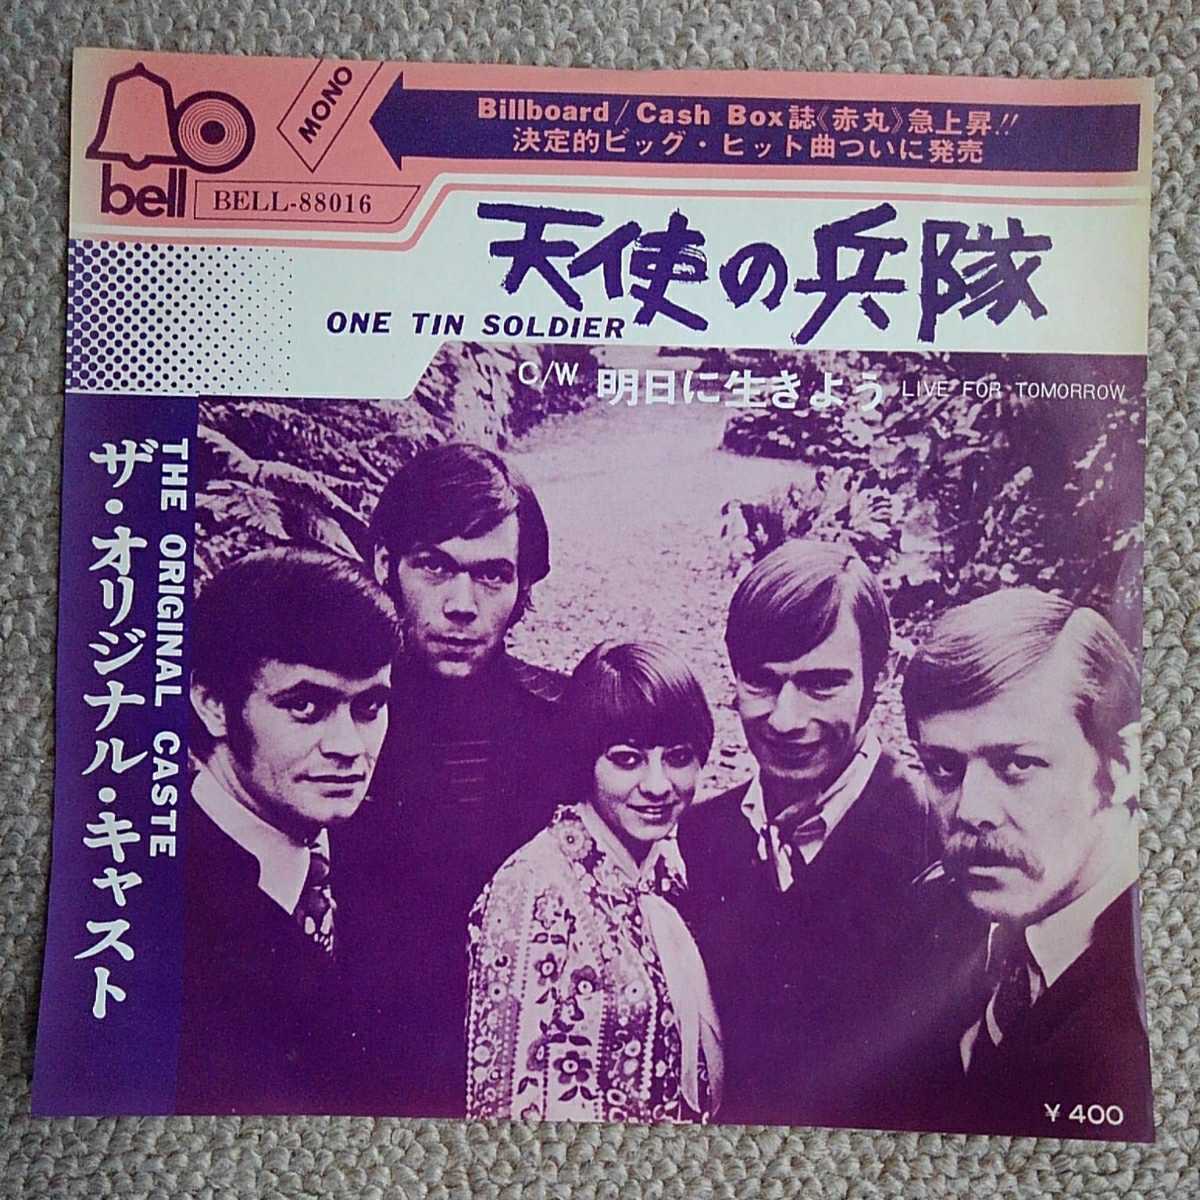 bell
BELL-88016
MONO
Billboard / Cash Box誌《赤丸》急上昇!!
決定的ビッグ・ヒット曲ついに発売
天使の兵隊
ONE TIN SOLDIER
C/W 明日に生きよう LIVE FOR TOMORROW
THE ORIGINAL CASTE
ザ・オリジナル・キャスト
¥400